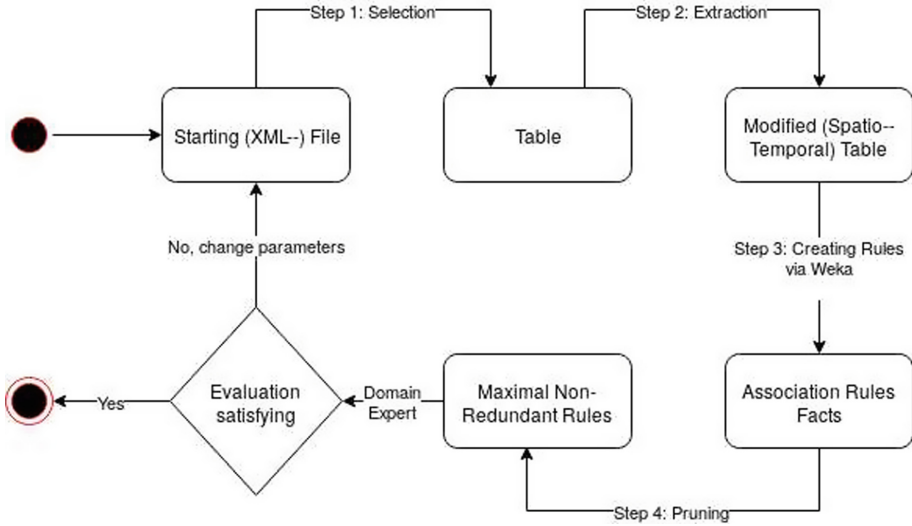 Step 1: Selection
Step 2: Extraction
Starting (XML--) File
Table
Modified (Spatio--
Temporal) Table
No, change parameters
Step 3: Creating Rules
via Weka
Yes
Evaluation
satisfying
Domain
Expert
Maximal Non-
Redundant Rules
Association Rules
Facts
Step 4: Pruning